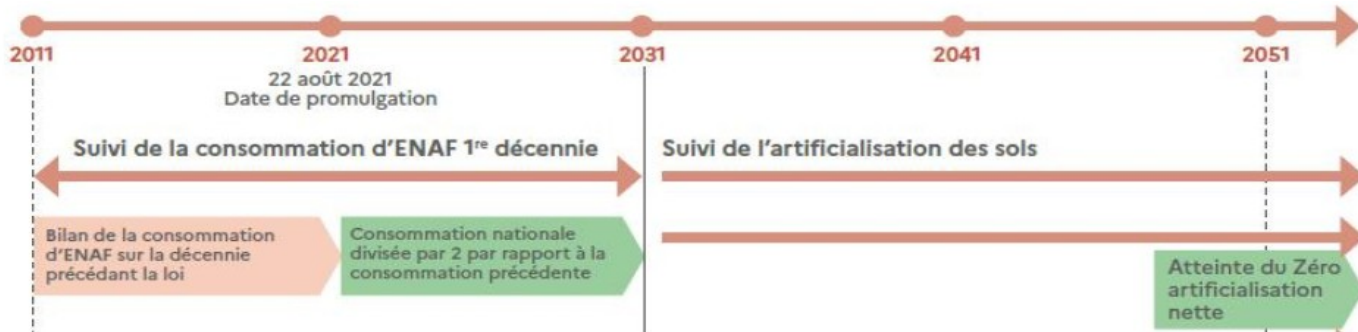 2011
2021
2031
2041
2051
22 août 2021
Date de promulgation
Suivi de la consommation d'ENAF 1re décennie
Suivi de l'artificialisation des sols
Bilan de la consommation
d'ENAF sur la décennie
précédant la loi
Consommation nationale
divisée par 2 par rapport à la
consommation précédente
Atteinte du Zéro
artificialisation
nette